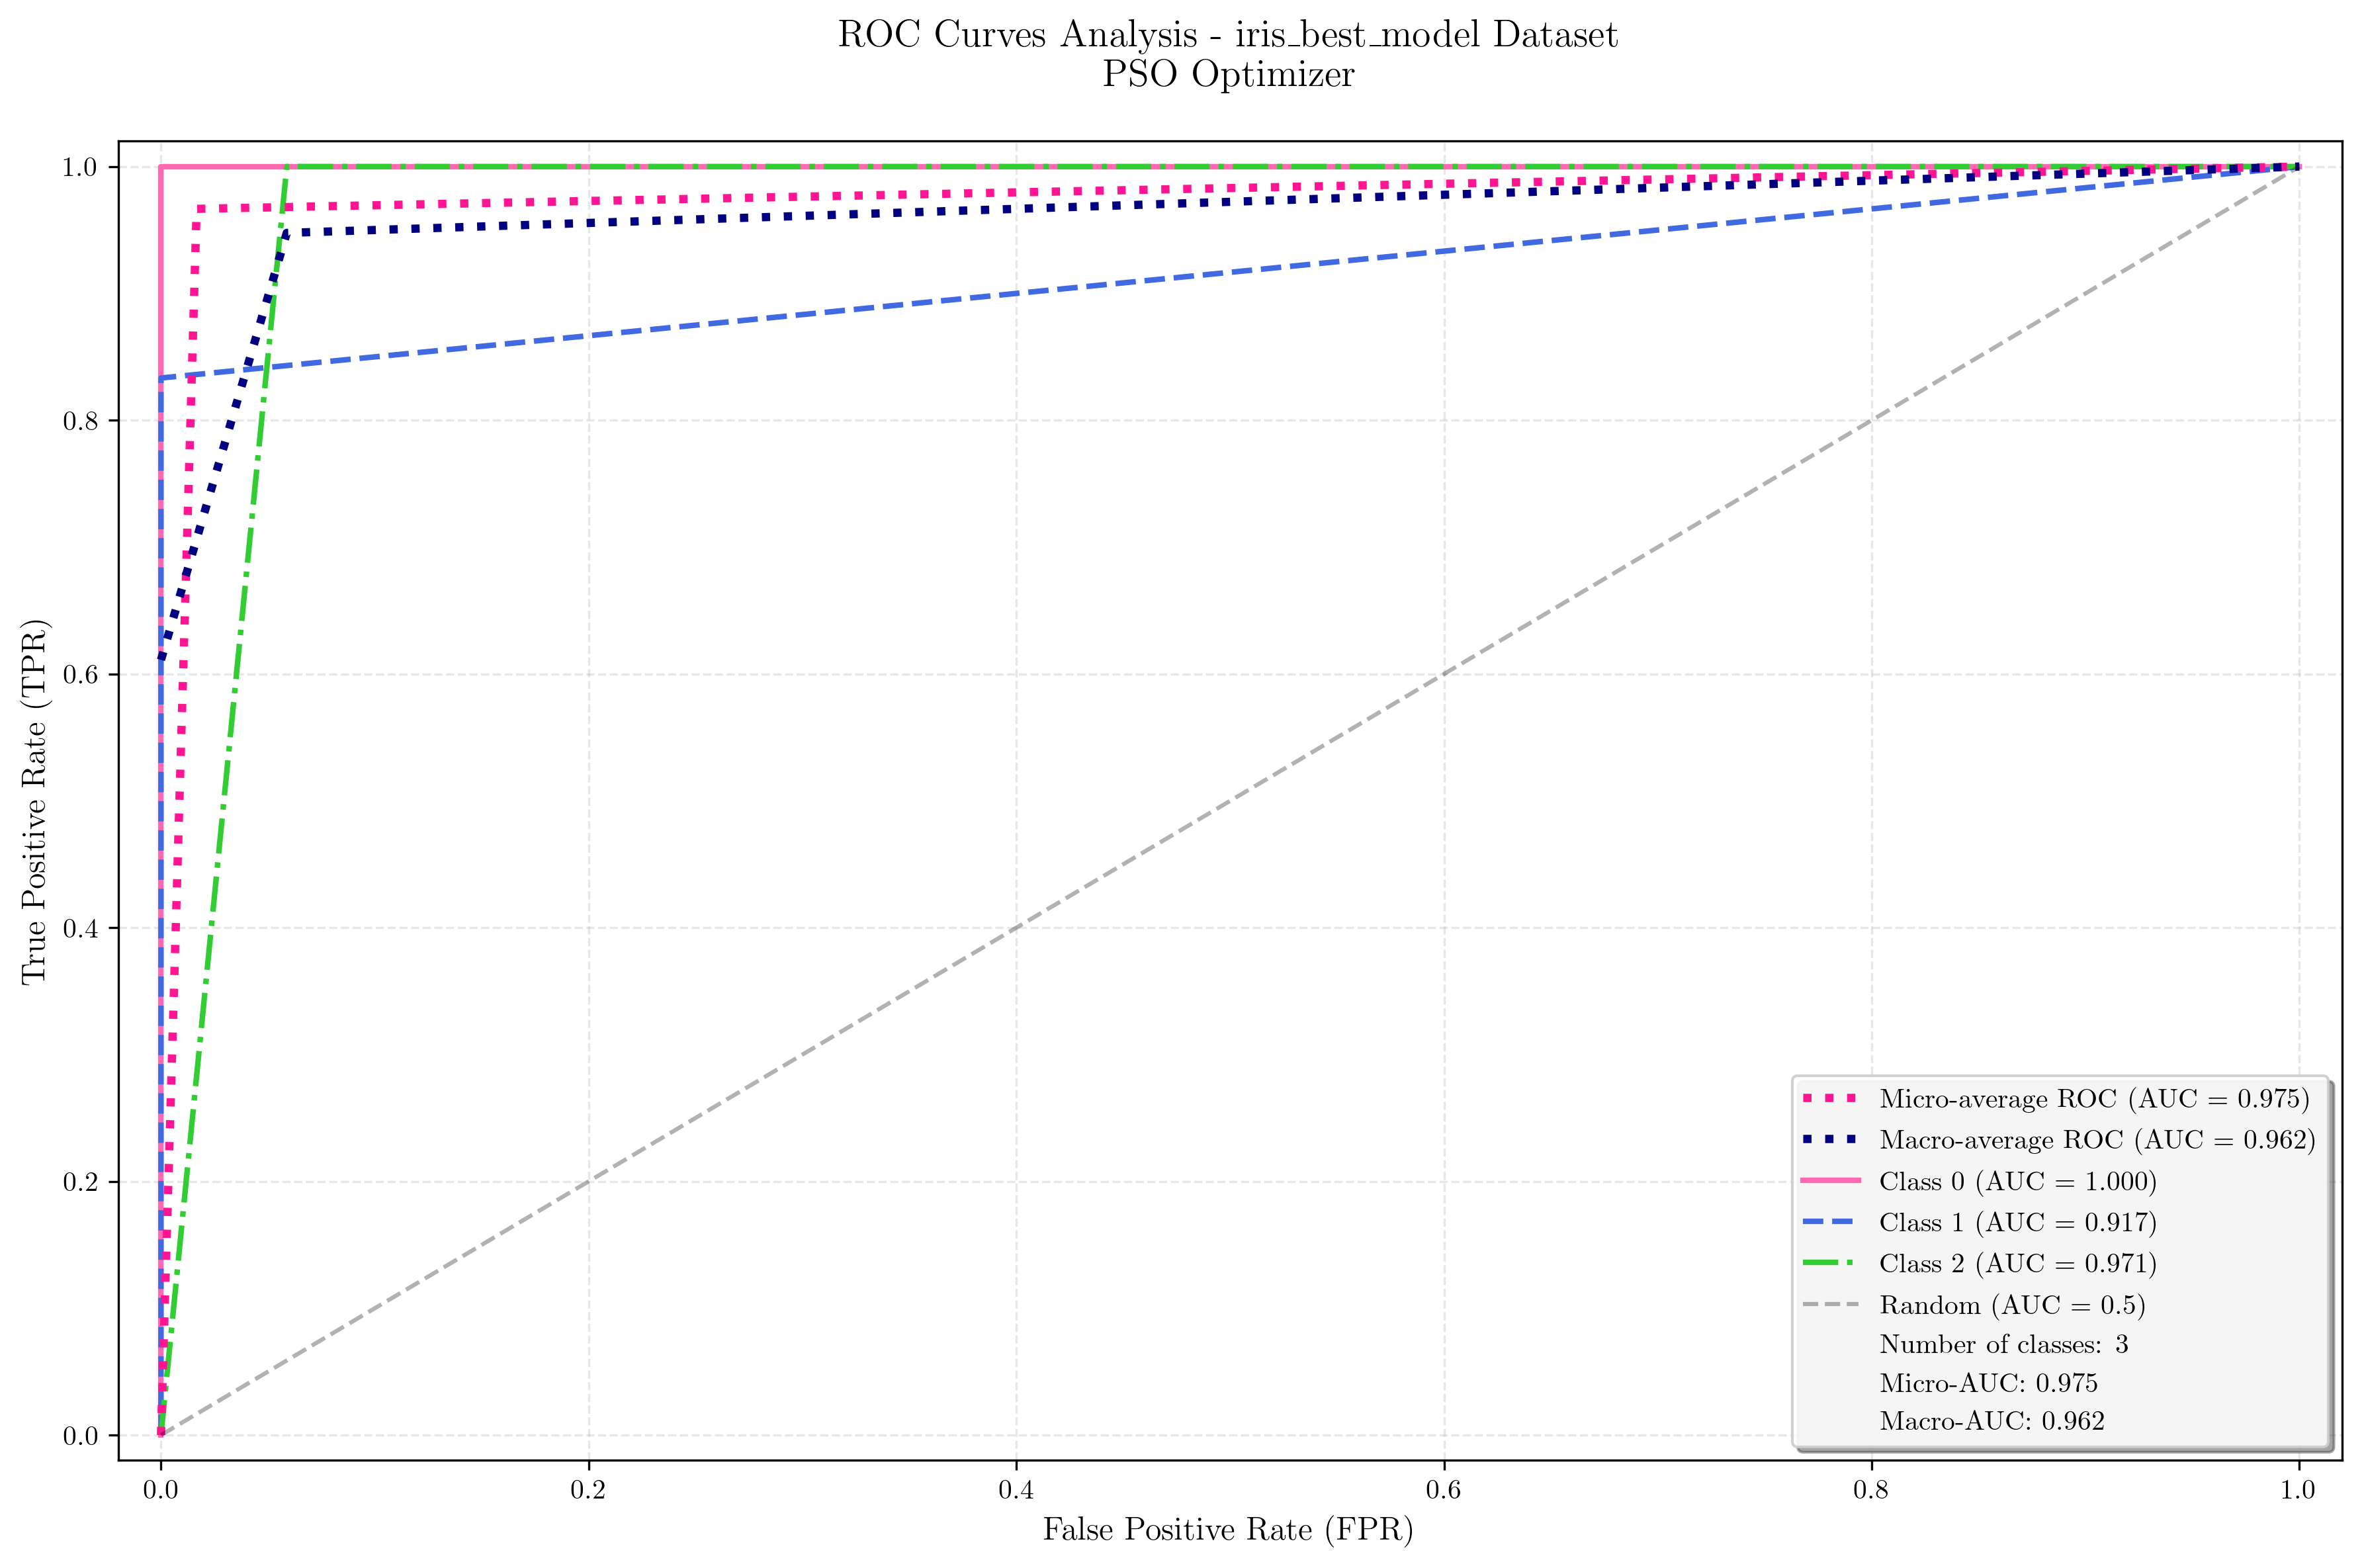 ROC Curves Analysis - iris_best_model Dataset
PSO Optimizer
True Positive Rate (TPR)
1.0
0.8
0.6
0.4
0.2
0.0
Micro-average ROC (AUC = 0.975)
Macro-average ROC (AUC = 0.962)
Class 0 (AUC = 1.000)
Class 1 (AUC = 0.917)
Class 2 (AUC = 0.971)
Random (AUC = 0.5)
Number of classes: 3
Micro-AUC: 0.975
Macro-AUC: 0.962
0.0 0.2 0.4 0.6 0.8 1.0
False Positive Rate (FPR)